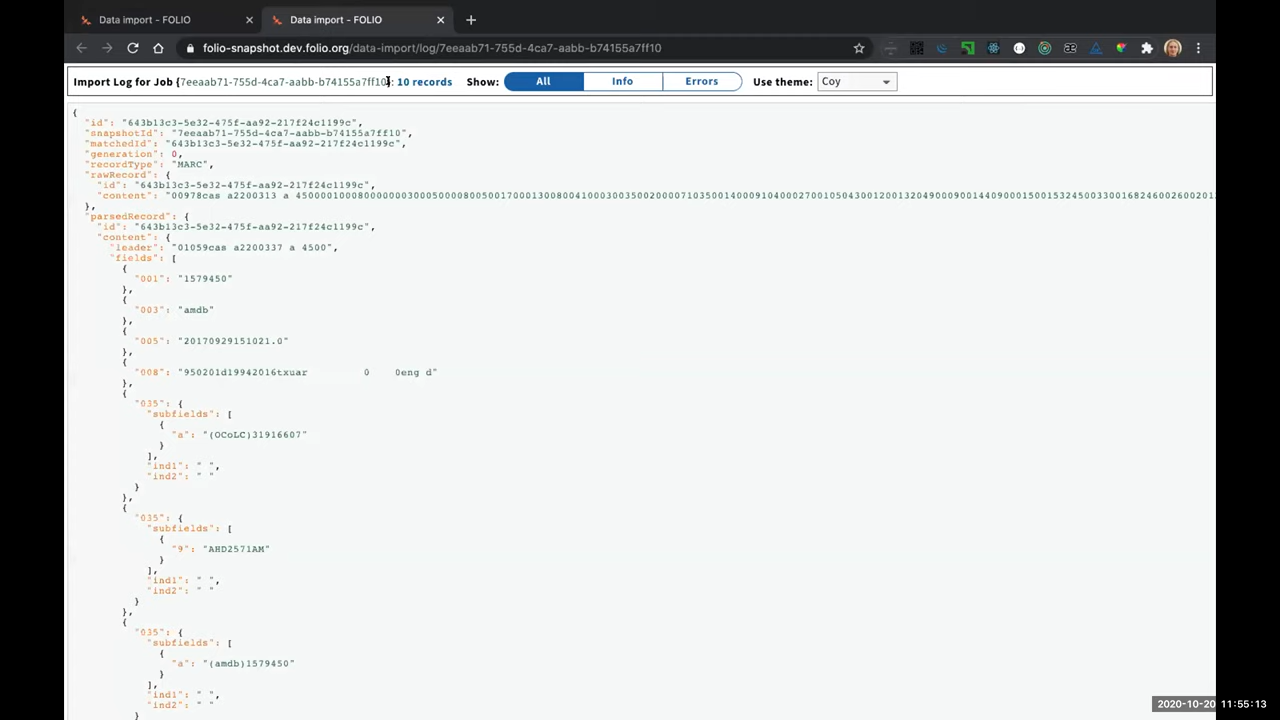 Data import - FOLIO
Data import - FOLIO
folio-snapshot.dev.folio.org/data-import/log/7eeaab71-755d-4ca7-aabb-b74155a7ff10
Import Log for Job {7eeaab71-755d-4ca7-aabb-b74155a7ff10}: 10 records Show: All Info Errors Use theme: Coy
{
"id": "643b13c3-5e32-475f-aa92-217f24c1199c",
"snapshotId": "7eeaab71-755d-4ca7-aabb-b74155a7ff10",
"matchedId": "643b13c3-5e32-475f-aa92-217f24c1199c",
"generation": 0,
"recordType": "MARC",
"rawRecord": {
"id": "643b13c3-5e32-475f-aa92-217f24c1199c",
"content":
},
"parsedRecord": {
"id": "643b13c3-5e32-475f-aa92-217f24c1199c",
"content": {
"leader": "01059cas a2200337 a 4500",
"fields": [
{
"001": "1579450"
},
{
"003": "amdb"
},
{
"005": "20170929151021.0"
},
{
"008": "950201d19942016txuar 0 0eng d"
},
{
"035": {
"subfields": [
{
"a": "(OCoLC)31916607"
}
],
"ind1": " ",
"ind2": " "
}
},
{
"035": {
"subfields": [
{
"9": "AHD2571AM"
}
],
"ind1": " ",
"ind2": " "
}
},
{
"035": {
"subfields": [
{
"a": "(amdb)1579450"
}
],
"ind1": " ",
"ind2": " "
}
2020-10-20 11:55:13